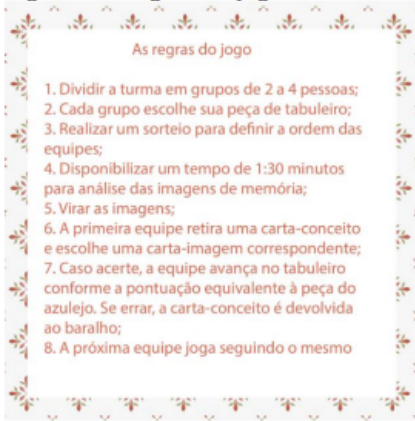 As regras do jogo
1. Dividir a turma em grupos de 2 a 4 pessoas;
2. Cada grupo escolhe sua peça de tabuleiro;
3. Realizar um sorteio para definir a ordem das
equipes;
4. Disponibilizar um tempo de 1:30 minutos
para análise das imagens de memória;
5. Virar as imagens;
6. A primeira equipe retira uma carta-conceito
e escolhe uma carta-imagem correspondente;
7. Caso acerte, a equipe avança no tabuleiro
conforme a pontuação equivalente à peça do
azulejo. Se errar, a carta-conceito é devolvida
ao baralho;
8. A próxima equipe joga seguindo o mesmo